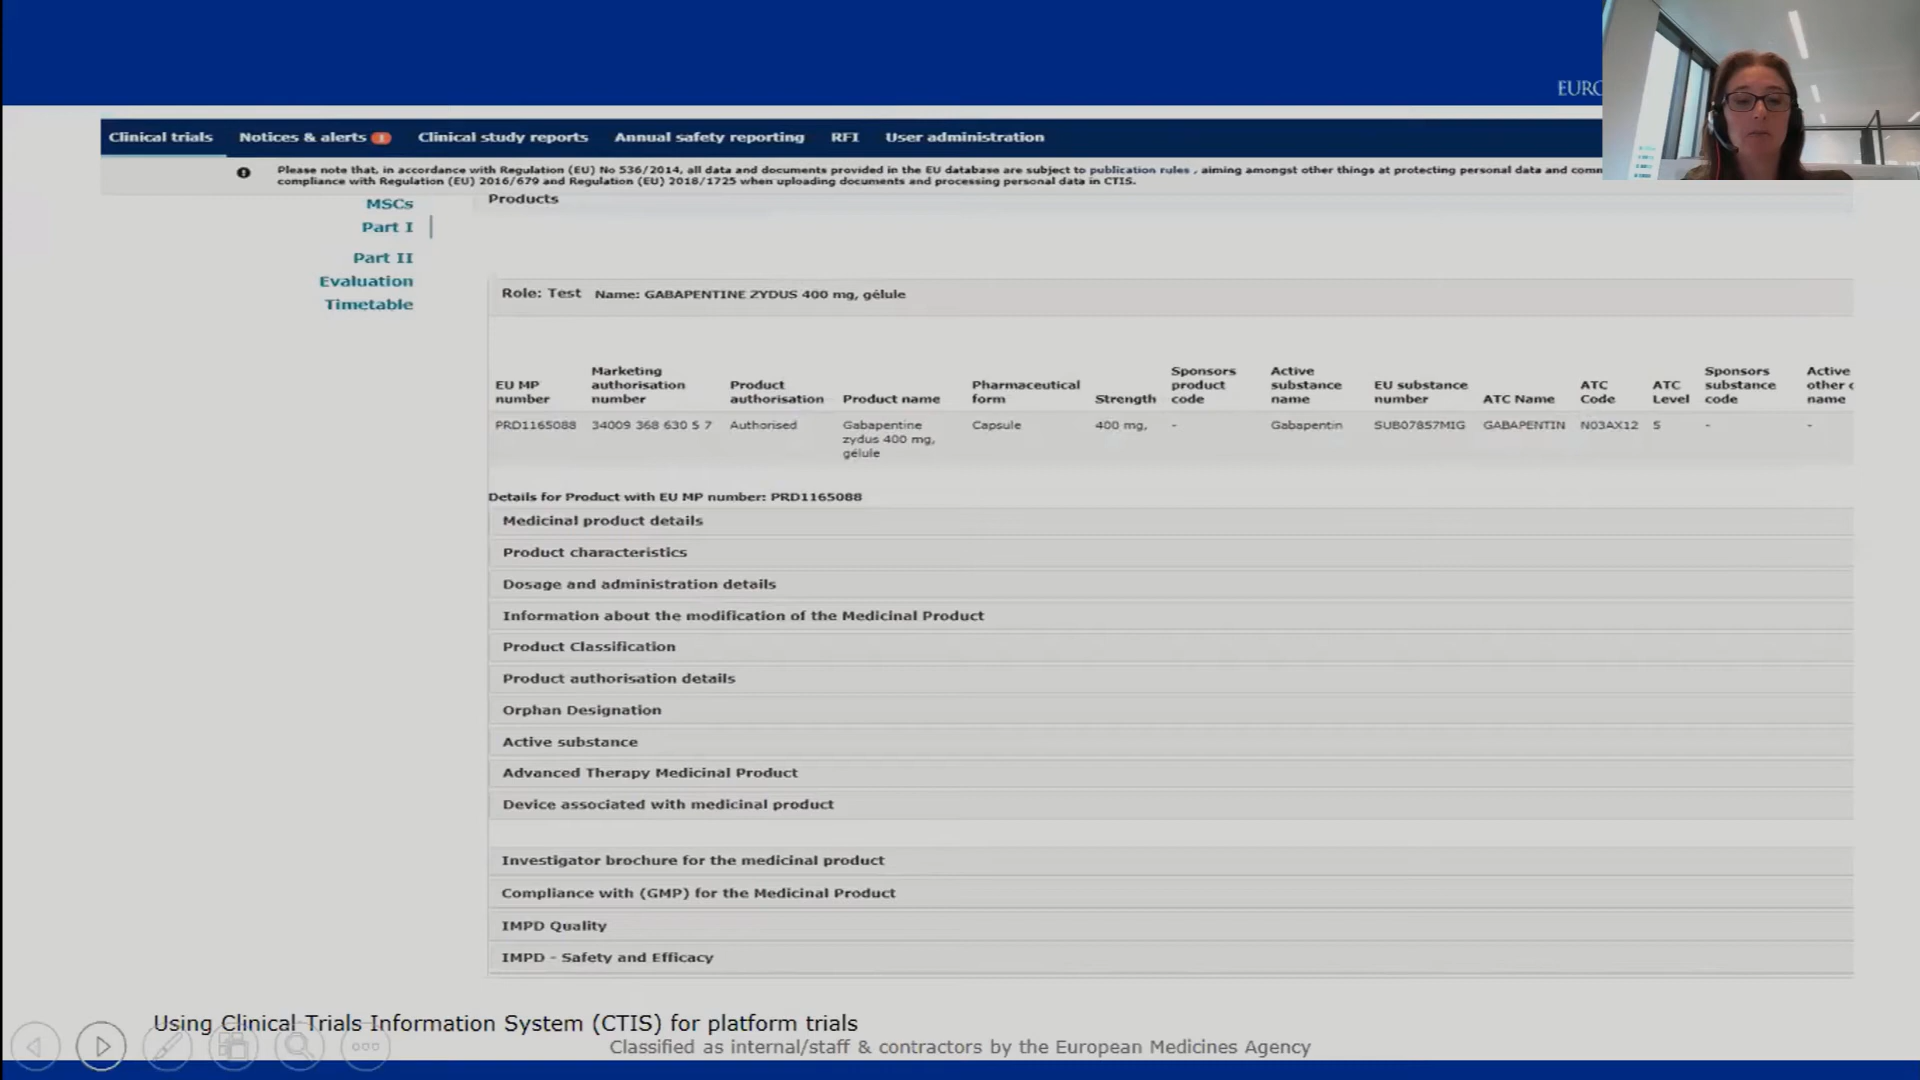 EURO
Clinical trials Notices & alerts ! Clinical study reports Annual safety reporting RFI User administration
Please note that, in accordance with Regulation (EU) No 536/2014, all data and documents provided in the EU database are subject to publication rules , aiming amongst other things at protecting personal data and
compliance with Regulation (EU) 2016/679 and Regulation (EU) 2018/1725 when uploading documents and processing personal data in CTIS.
MSCs
Part I
Part II
Evaluation
Timetable
Products
Role: Test Name: GABAPENTINE ZYDUS 400 mg, gélule
EU MP number Marketing authorisation number Product authorisation Product name Pharmaceutical form Strength Sponsors product code Active substance name EU substance number ATC Name ATC Code ATC Level Sponsors substance code Active other name
PRD1165088 34009 368 630 5 7 Authorised Gabapentine zydus 400 mg, gélule Capsule 400 mg, - Gabapentin SUB07857MIG GABAPENTIN N03AX12 5 - -
Details for Product with EU MP number: PRD1165088
Medicinal product details
Product characteristics
Dosage and administration details
Information about the modification of the Medicinal Product
Product Classification
Product authorisation details
Orphan Designation
Active substance
Advanced Therapy Medicinal Product
Device associated with medicinal product
Investigator brochure for the medicinal product
Compliance with (GMP) for the Medicinal Product
IMPD Quality
IMPD - Safety and Efficacy
Using Clinical Trials Information System (CTIS) for platform trials
Classified as internal/staff & contractors by the European Medicines Agency